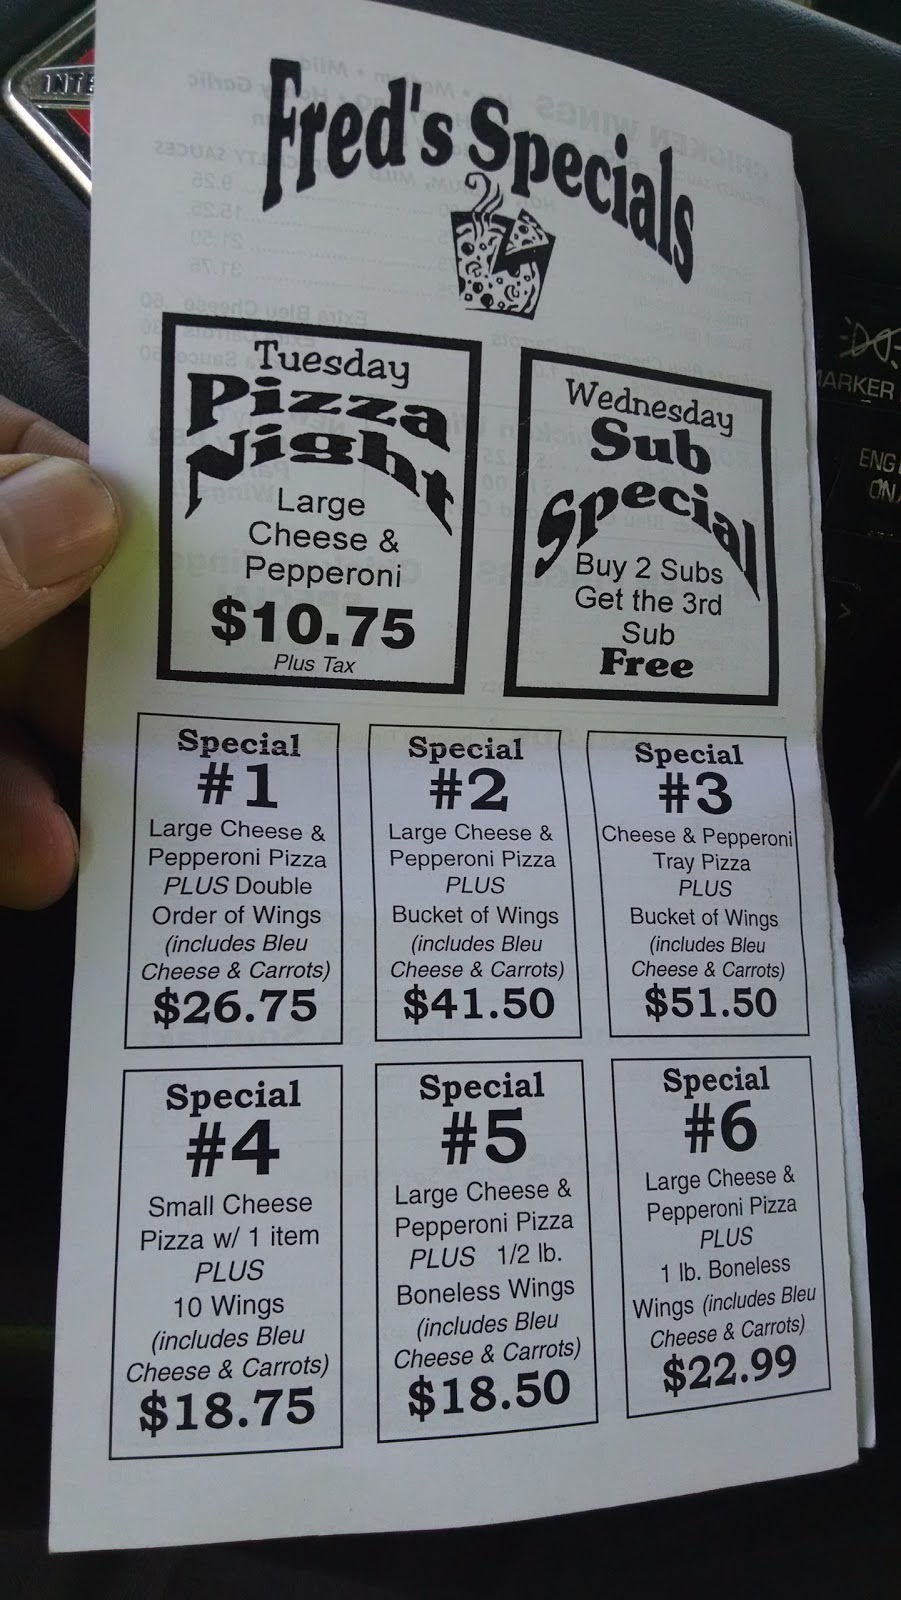 INTE
Fred's Specials
Tuesday
Pizza
Night
Large
Cheese &
Pepperoni
$10.75
Plus Tax
Wednesday
Sub
Special
Buy 2 Subs
Get the 3rd
Sub
Free
Special
#1
Large Cheese &
Pepperoni Pizza
PLUS Double
Order of Wings
(includes Bleu
Cheese & Carrots)
$26.75
Special
#2
Large Cheese &
Pepperoni Pizza
PLUS
Bucket of Wings
(includes Bleu
Cheese & Carrots)
$41.50
Special
#3
Cheese & Pepperoni
Tray Pizza
PLUS
Bucket of Wings
(includes Bleu
Cheese & Carrots)
$51.50
Special
#4
Small Cheese
Pizza w/ 1 item
PLUS
10 Wings
(includes Bleu
Cheese & Carrots)
$18.75
Special
#5
Large Cheese &
Pepperoni Pizza
PLUS 1/2 lb.
Boneless Wings
(includes Bleu
Cheese & Carrots)
$18.50
Special
#6
Large Cheese &
Pepperoni Pizza
PLUS
1 lb. Boneless
Wings (includes Bleu
Cheese & Carrots)
$22.99
MARKER
ENG
ON